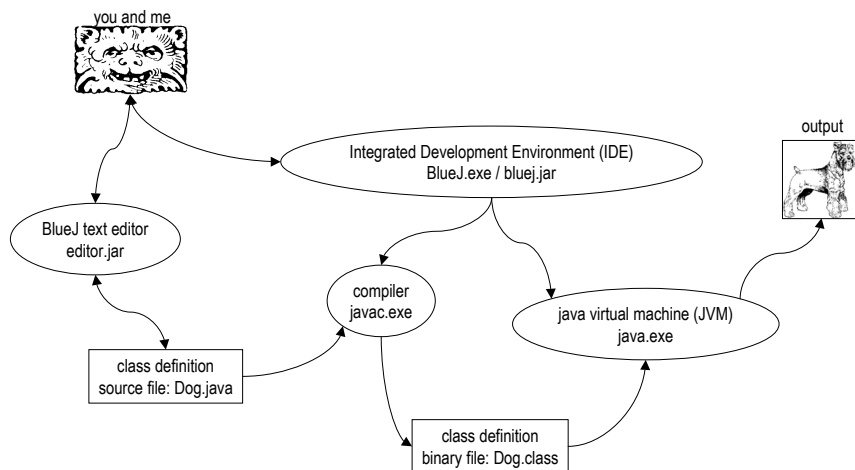 you and me
output
Integrated Development Environment (IDE)
BlueJ.exe / bluej.jar
BlueJ text editor
editor.jar
compiler
javac.exe
java virtual machine (JVM)
java.exe
class definition
source file: Dog.java
class definition
binary file: Dog.class